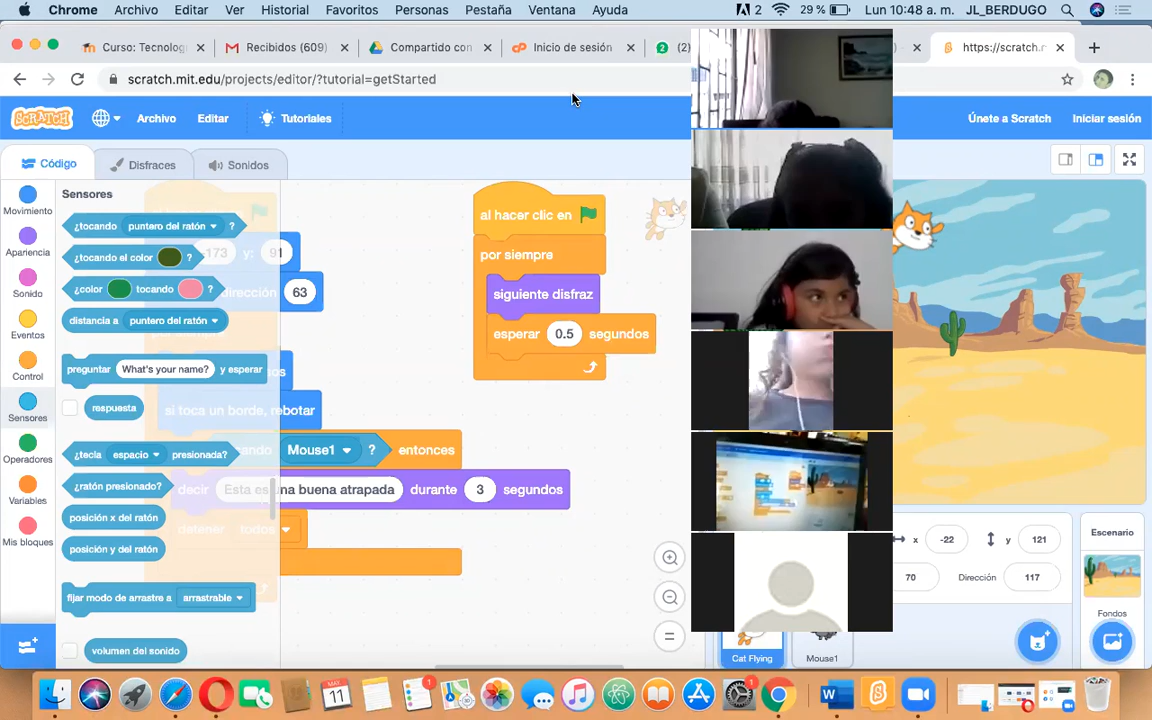 Chrome Archivo Editar Ver Historial Favoritos Personas Pestaña Ventana Ayuda 2 29 % Lun 10:48 a. m. JL_BERDUGO
Curso: Tecnolog Recibidos (609) Compartido con Inicio de sesión 2 (2) https://scratch.m
scratch.mit.edu/projects/editor/?tutorial=getStarted
SCRATCH Archivo Editar Tutoriales Únete a Scratch Iniciar sesión
Código Disfraces Sonidos
Movimiento
Apariencia
Sonido
Eventos
Control
Sensores
Operadores
Variables
Mis bloques
Sensores
¿tocando puntero del ratón ?
¿tocando el color ?
¿color tocando ?
distancia a puntero del ratón
preguntar What's your name? y esperar
respuesta
¿tecla espacio presionada?
¿ratón presionado?
posición x del ratón
posición y del ratón
fijar modo de arrastre a arrastrable
volumen del sonido
-173 y: 91
dirección 63
si toca un borde, rebotar
Mouse1 ? entonces
decir Esta es una buena atrapada durante 3 segundos
detener todos
al hacer clic en
por siempre
siguiente disfraz
esperar 0.5 segundos
x -22 y 121
70 Dirección 117
Cat Flying
Mouse1
Escenario
Fondos
MAY
11
1
1